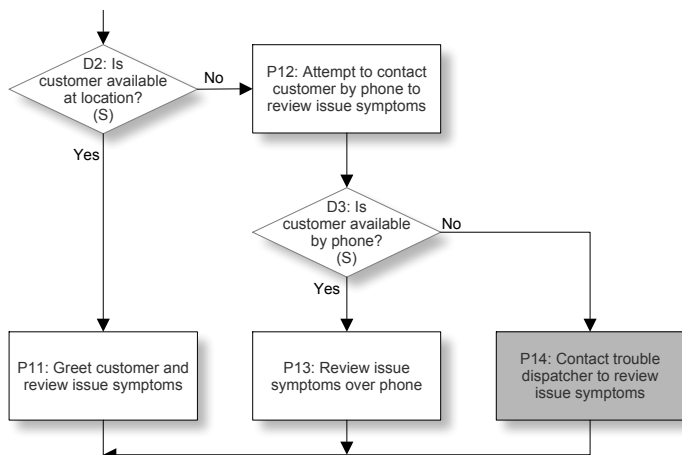 D2: Is
customer available
at location?
(S)
No
P12: Attempt to contact
customer by phone to
review issue symptoms
Yes
D3: Is
customer available
by phone?
(S)
No
Yes
P11: Greet customer and
review issue symptoms
P13: Review issue
symptoms over phone
P14: Contact trouble
dispatcher to review
issue symptoms